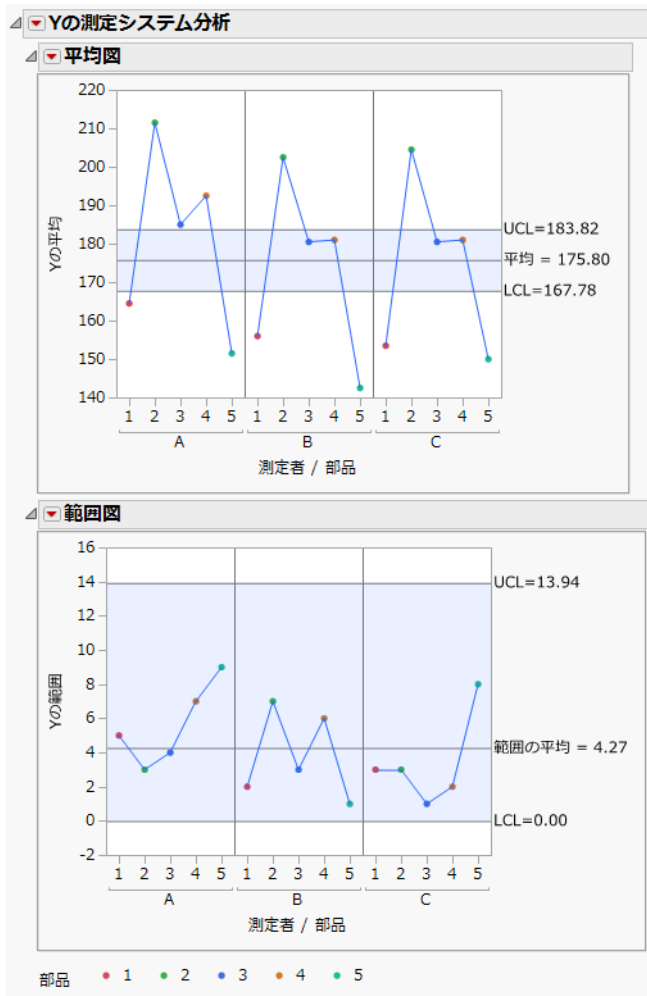 Yの測定システム分析
平均図
220
210
200
190
180
170
160
150
140
Yの平均
UCL=183.82
平均 = 175.80
LCL=167.78
1 2 3 4 5 1 2 3 4 5 1 2 3 4 5
A B C
測定者 / 部品
範囲図
16
14
12
10
8
6
4
2
0
-2
Yの範囲
UCL=13.94
範囲の平均 = 4.27
LCL=0.00
1 2 3 4 5 1 2 3 4 5 1 2 3 4 5
A B C
測定者 / 部品
部品 1 2 3 4 5